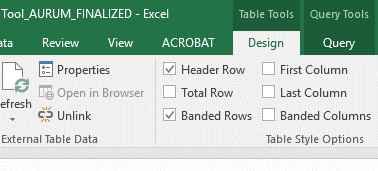 Tool_AURUM_FINALIZED - Excel Table Tools Query Tools
ata Review View ACROBAT Design Query
Properties Header Row First Column
efresh Open in Browser Total Row Last Column
Unlink Banded Rows Banded Columns
External Table Data Table Style Options